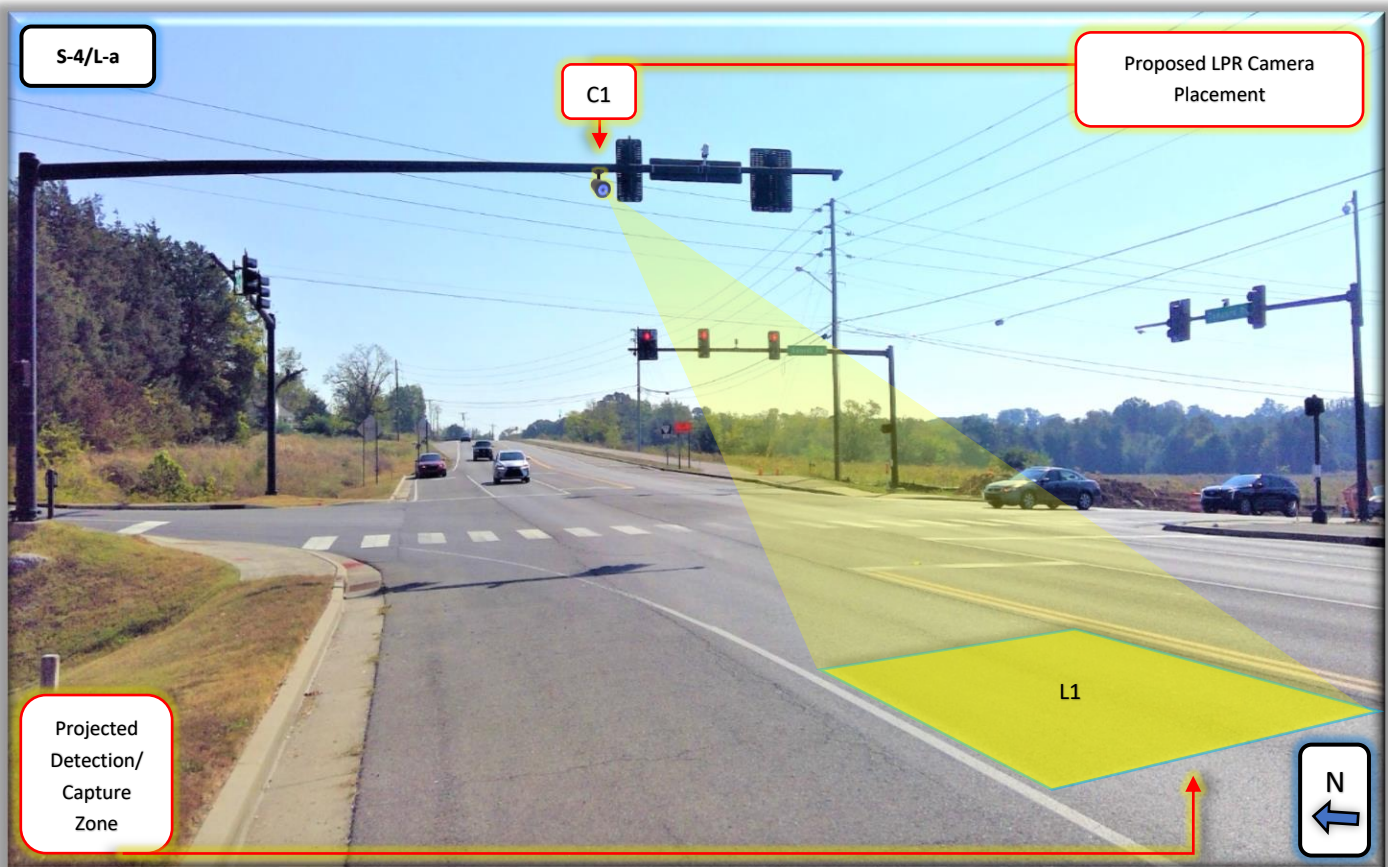 S-4/L-a
Proposed LPR Camera
Placement
C1
L1
Projected
Detection/
Capture
Zone
N